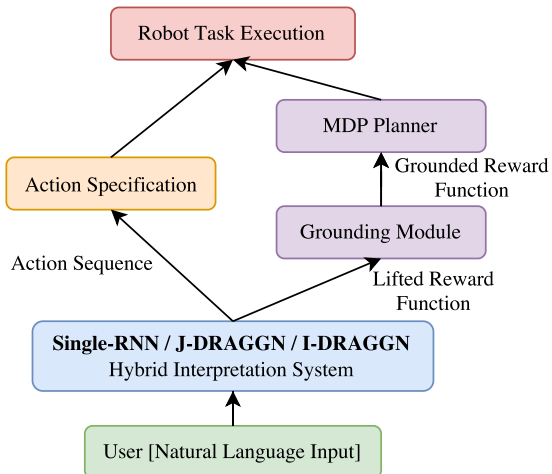 Robot Task Execution
MDP Planner
Grounded Reward
Function
Action Specification
Grounding Module
Action Sequence
Lifted Reward
Function
Single-RNN / J-DRAGGN / I-DRAGGN
Hybrid Interpretation System
User [Natural Language Input]